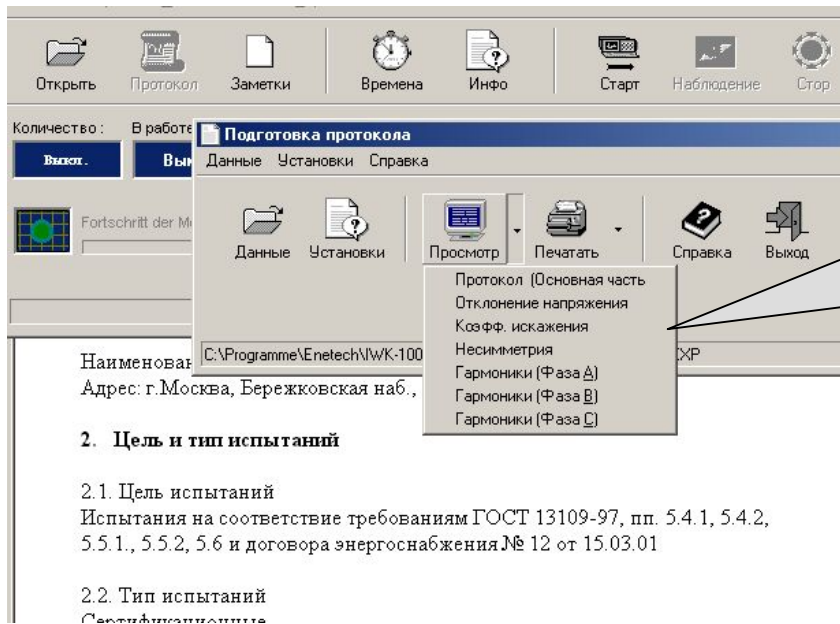 Открыть Протокол Заметки Времена Инфо Старт Наблюдение Стор
Количество: В работе
Выкл. Вык
Fortschritt der Me
Подготовка протокола
Данные Установки Справка
Данные Установки Просмотр Печатать Справка Выход
Протокол (Основная часть
Отклонение напряжения
Коэфф. искажения
Несимметрия
Гармоники (Фаза A)
Гармоники (Фаза B)
Гармоники (Фаза C)
C:\Programme\Enetech\IWK-100 EXP
Наименован
Адрес: г.Москва, Бережковская наб.,
2. Цель и тип испытаний
2.1. Цель испытаний
Испытания на соответствие требованиям ГОСТ 13109-97, пп. 5.4.1, 5.4.2,
5.5.1., 5.5.2, 5.6 и договора энергоснабжения № 12 от 15.03.01
2.2. Тип испытаний
Сертификационные